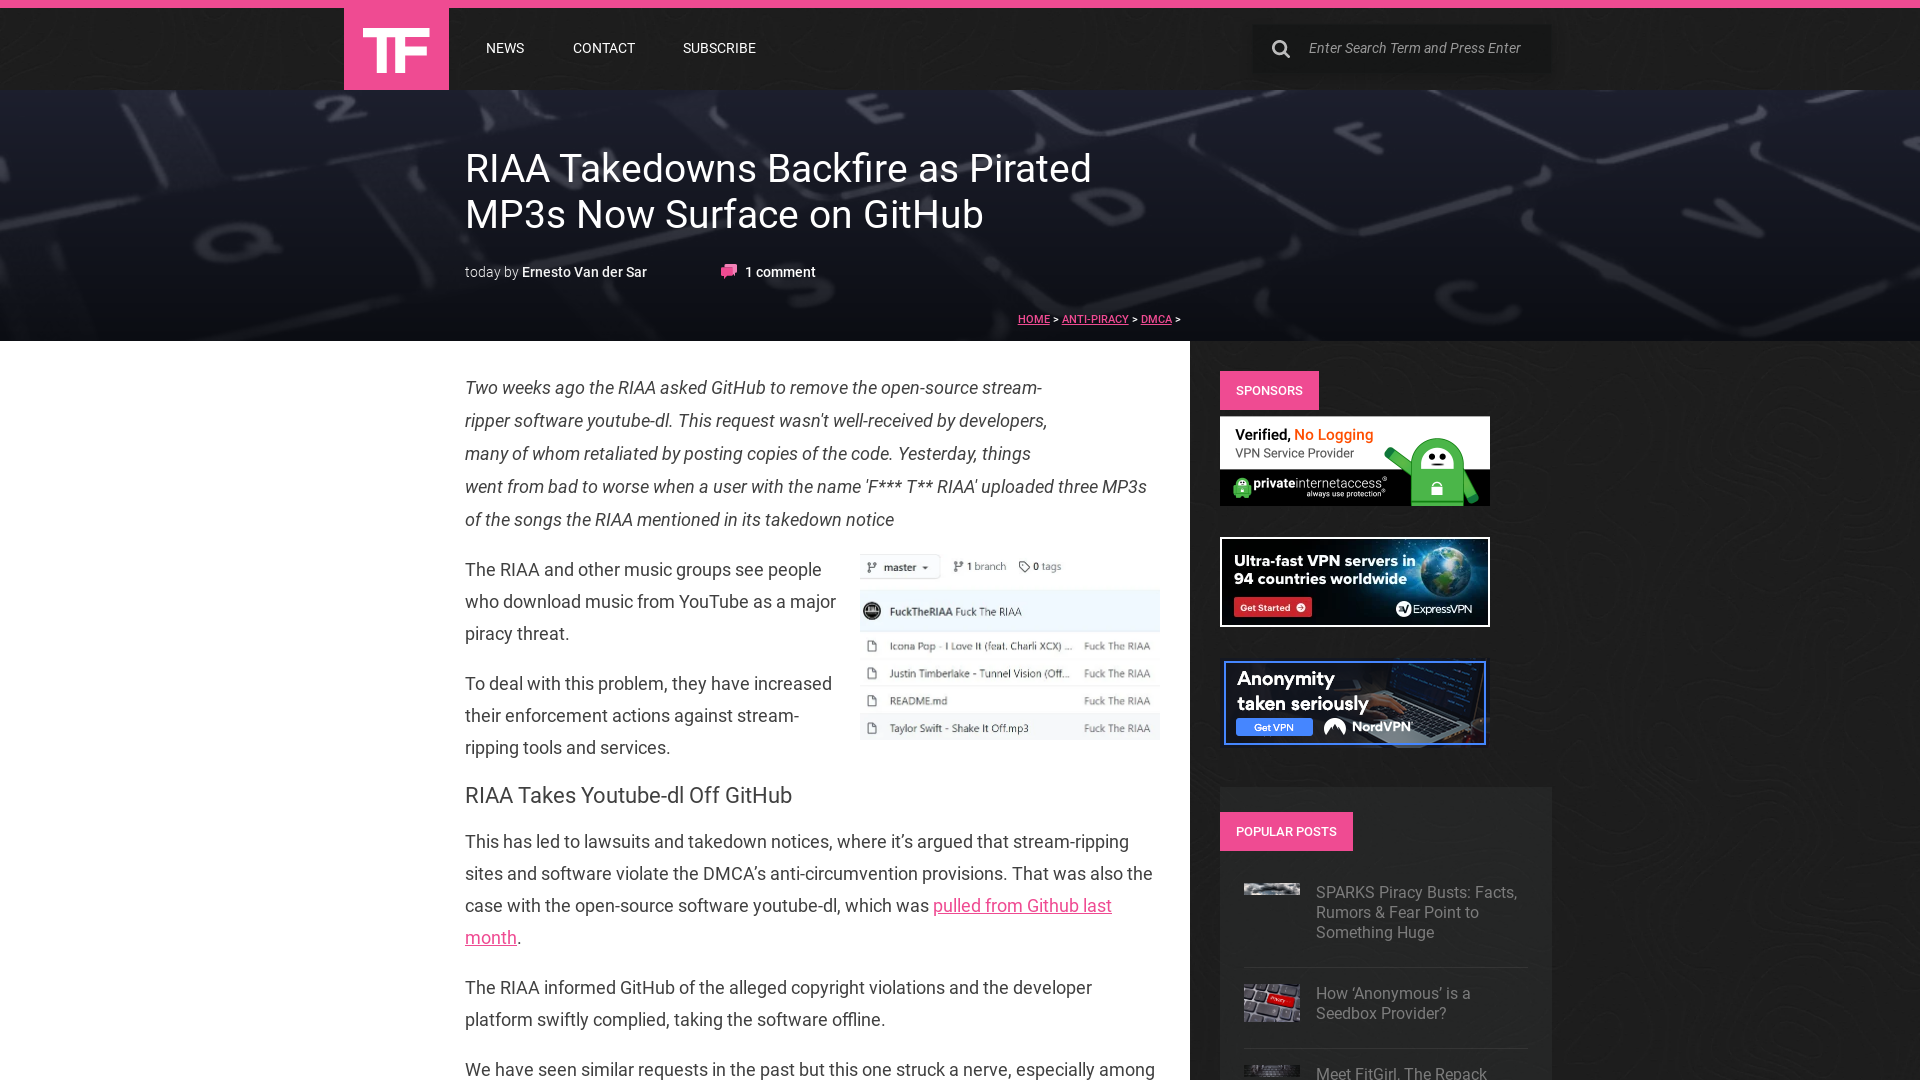 TF
NEWS
CONTACT
SUBSCRIBE
Enter Search Term and Press Enter
RIAA Takedowns Backfire as Pirated
MP3s Now Surface on GitHub
today by Ernesto Van der Sar
1 comment
HOME > ANTI-PIRACY > DMCA >
Two weeks ago the RIAA asked GitHub to remove the open-source stream-
ripper software youtube-dl. This request wasn't well-received by developers,
many of whom retaliated by posting copies of the code. Yesterday, things
went from bad to worse when a user with the name 'F*** T** RIAA' uploaded three MP3s
of the songs the RIAA mentioned in its takedown notice
The RIAA and other music groups see people
who download music from YouTube as a major
piracy threat.
To deal with this problem, they have increased
their enforcement actions against stream-
ripping tools and services.
master
1 branch
0 tags
FuckTheRIAA Fuck The RIAA
Icona Pop - I Love It (feat. Charli XCX) ... Fuck The RIAA
Justin Timberlake - Tunnel Vision (Off... Fuck The RIAA
README.md Fuck The RIAA
Taylor Swift - Shake It Off.mp3 Fuck The RIAA
RIAA Takes Youtube-dl Off GitHub
This has led to lawsuits and takedown notices, where it’s argued that stream-ripping
sites and software violate the DMCA’s anti-circumvention provisions. That was also the
case with the open-source software youtube-dl, which was pulled from Github last
month.
The RIAA informed GitHub of the alleged copyright violations and the developer
platform swiftly complied, taking the software offline.
We have seen similar requests in the past but this one struck a nerve, especially among
SPONSORS
Verified, No Logging
VPN Service Provider
privateinternetaccess®
always use protection®
Ultra-fast VPN servers in
94 countries worldwide
Get Started
ExpressVPN
Anonymity
taken seriously
Get VPN
NordVPN
POPULAR POSTS
SPARKS Piracy Busts: Facts,
Rumors & Fear Point to
Something Huge
How ‘Anonymous’ is a
Seedbox Provider?
Meet FitGirl, The Repack